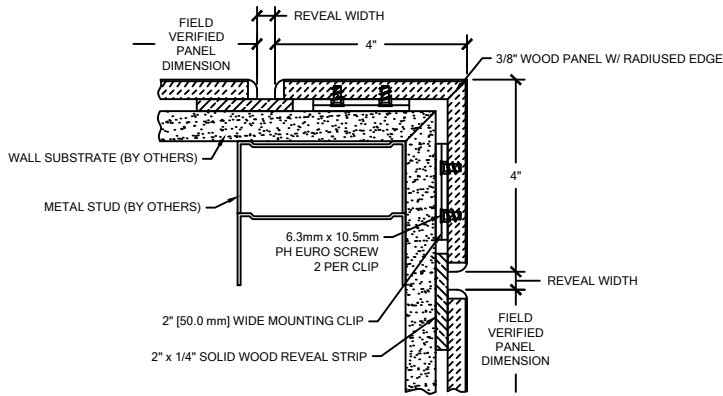 FIELD
VERIFIED
PANEL
DIMENSION
REVEAL WIDTH
4"
3/8" WOOD PANEL W/ RADIUSED EDGE
WALL SUBSTRATE (BY OTHERS)
4"
METAL STUD (BY OTHERS)
6.3mm x 10.5mm
PH EURO SCREW
2 PER CLIP
REVEAL WIDTH
2" [50.0 mm] WIDE MOUNTING CLIP
FIELD
VERIFIED
PANEL
DIMENSION
2" x 1/4" SOLID WOOD REVEAL STRIP